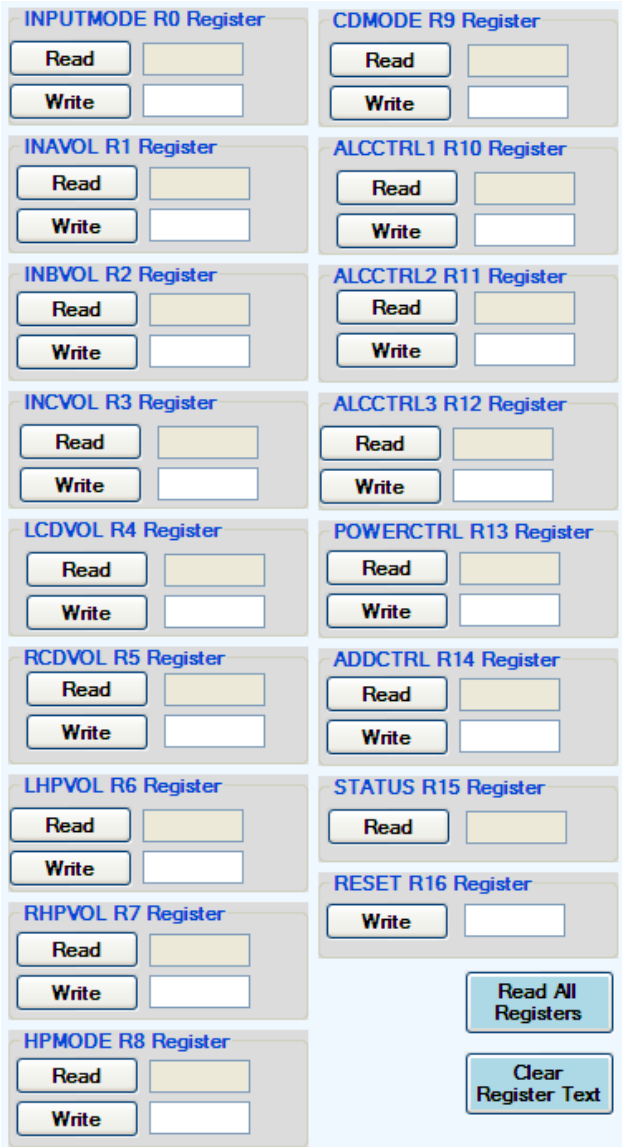 INPUTMODE R0 Register
Read
Write
INAVOL R1 Register
Read
Write
INBVOL R2 Register
Read
Write
INCVOL R3 Register
Read
Write
LCDVOL R4 Register
Read
Write
RCDVOL R5 Register
Read
Write
LHPVOL R6 Register
Read
Write
RHPVOL R7 Register
Read
Write
HPMODE R8 Register
Read
Write
CDMODE R9 Register
Read
Write
ALCCTRL1 R10 Register
Read
Write
ALCCTRL2 R11 Register
Read
Write
ALCCTRL3 R12 Register
Read
Write
POWERCTRL R13 Register
Read
Write
ADDCTRL R14 Register
Read
Write
STATUS R15 Register
Read
RESET R16 Register
Write
Read All
Registers
Clear
Register Text